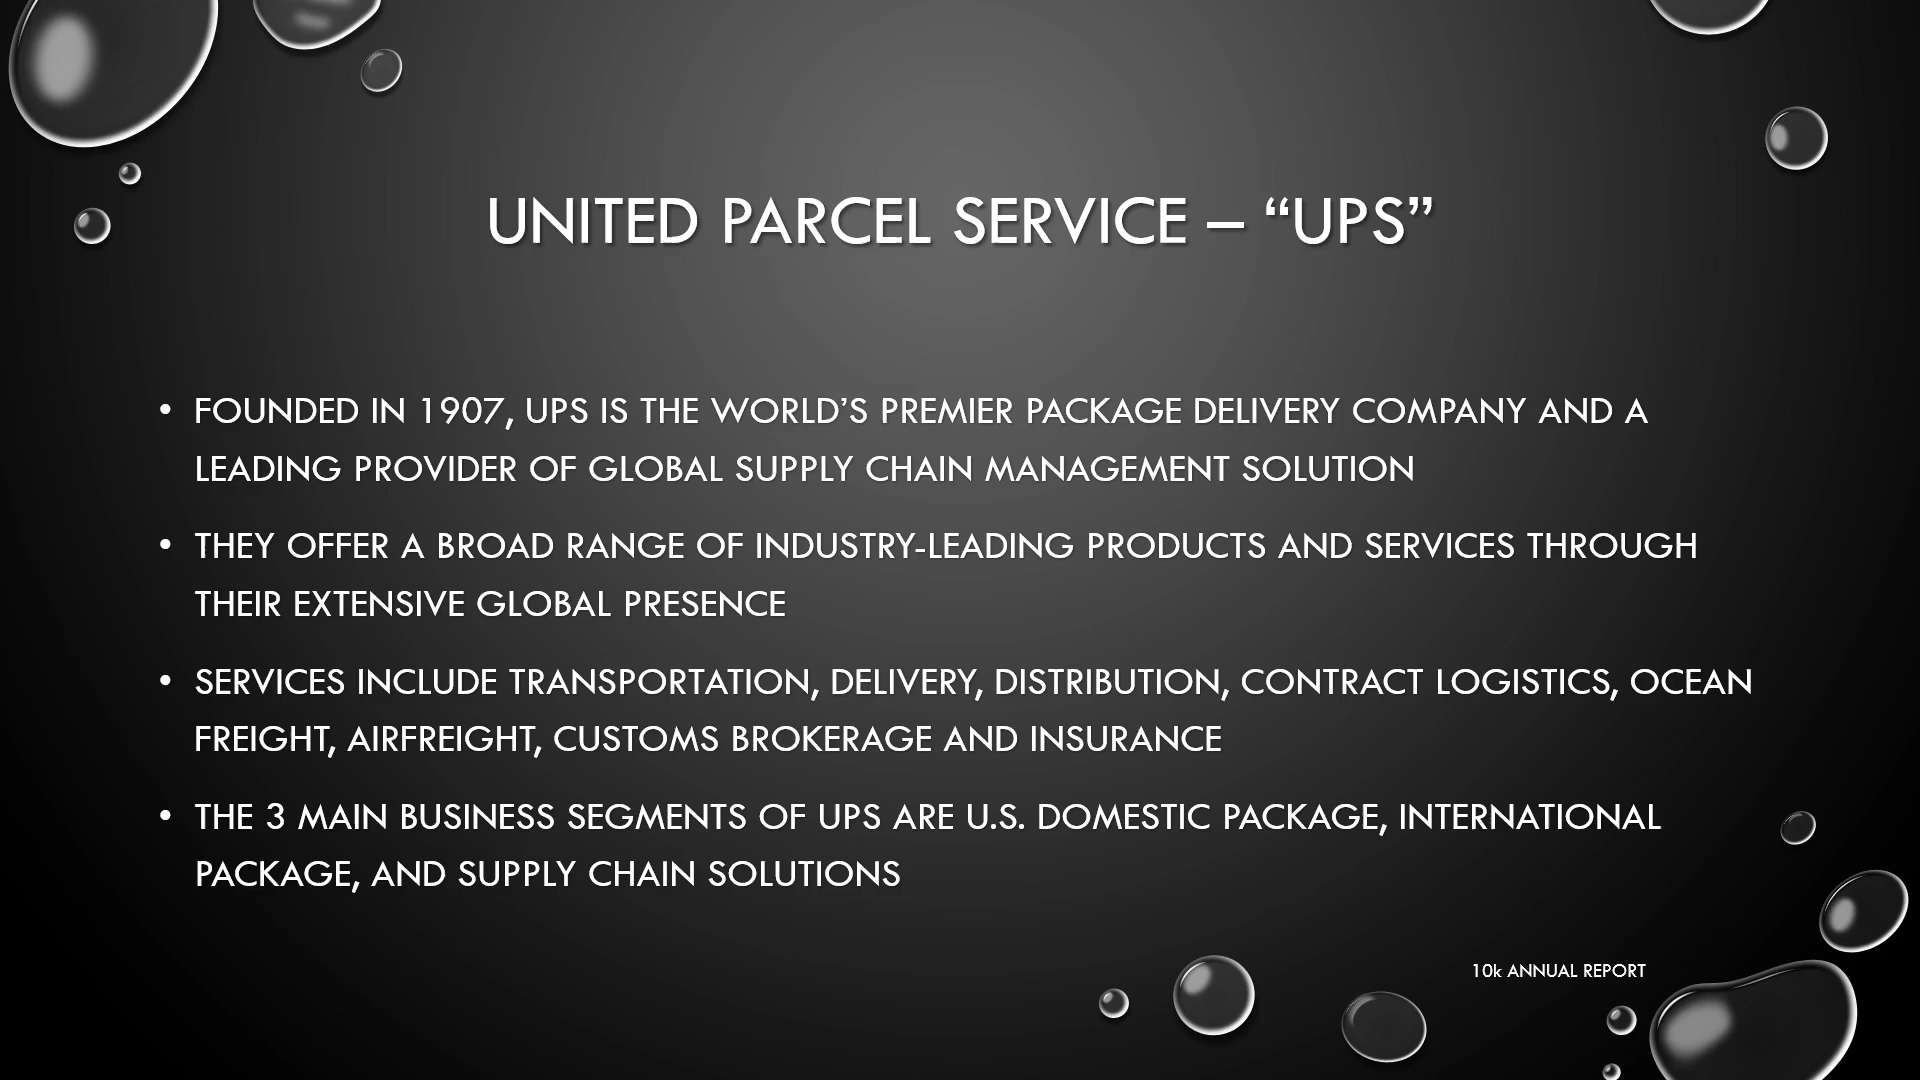 UNITED PARCEL SERVICE – “UPS”
• FOUNDED IN 1907, UPS IS THE WORLD’S PREMIER PACKAGE DELIVERY COMPANY AND A
LEADING PROVIDER OF GLOBAL SUPPLY CHAIN MANAGEMENT SOLUTION
• THEY OFFER A BROAD RANGE OF INDUSTRY-LEADING PRODUCTS AND SERVICES THROUGH
THEIR EXTENSIVE GLOBAL PRESENCE
• SERVICES INCLUDE TRANSPORTATION, DELIVERY, DISTRIBUTION, CONTRACT LOGISTICS, OCEAN
FREIGHT, AIRFREIGHT, CUSTOMS BROKERAGE AND INSURANCE
• THE 3 MAIN BUSINESS SEGMENTS OF UPS ARE U.S. DOMESTIC PACKAGE, INTERNATIONAL
PACKAGE, AND SUPPLY CHAIN SOLUTIONS
10k ANNUAL REPORT